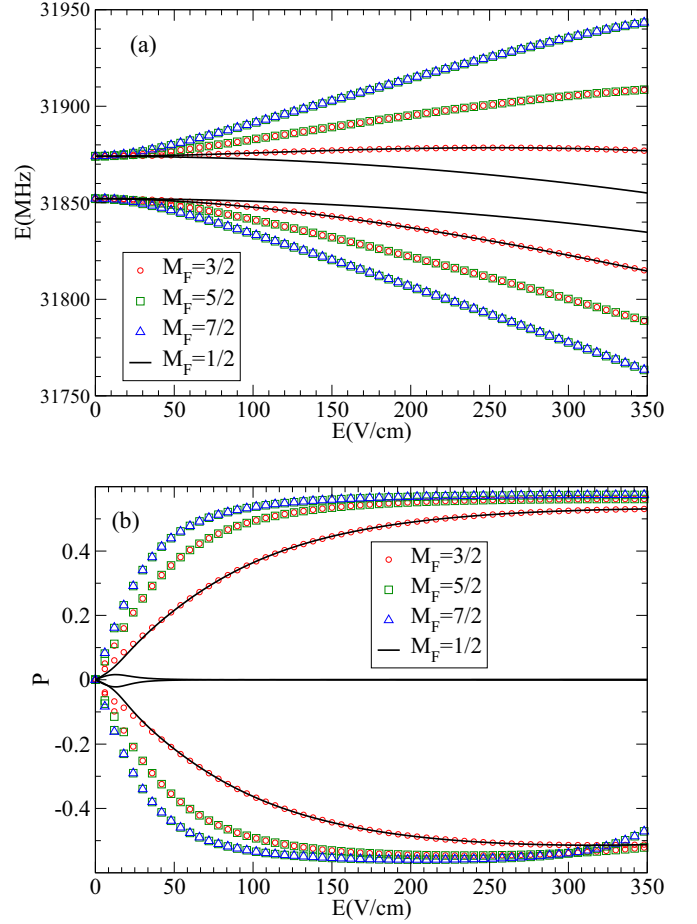 31950
(a)
31900
E(MHz)
31850
M_F=3/2
M_F=5/2
31800
M_F=7/2
M_F=1/2
31750
0 50 100 150 200 250 300 350
E(V/cm)
(b)
0.4
M_F=3/2
M_F=5/2
0.2
M_F=7/2
M_F=1/2
P
0
-0.2
-0.4
0 50 100 150 200 250 300 350
E(V/cm)